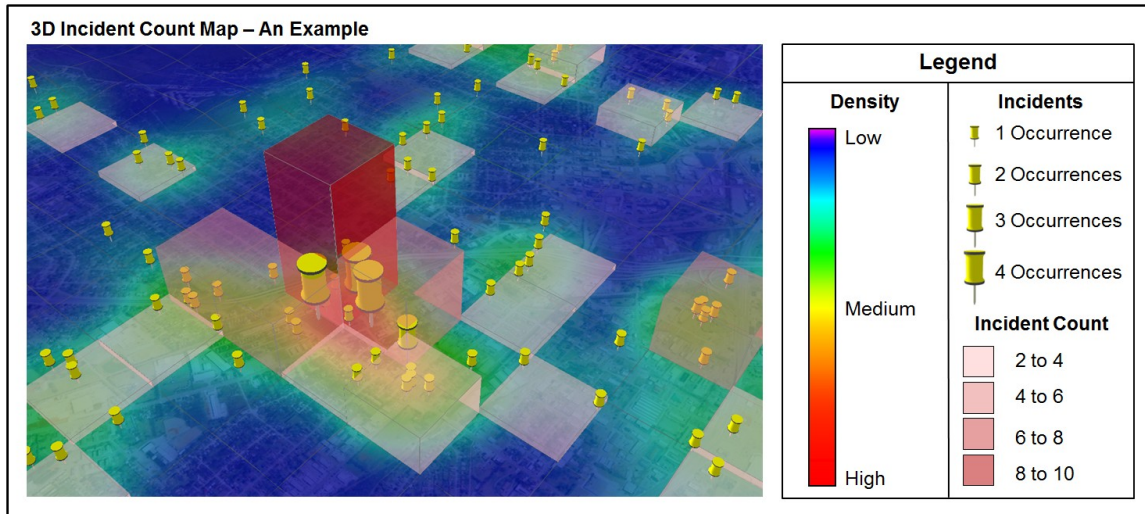 3D Incident Count Map – An Example
Legend
Density
Low
Medium
High
Incidents
1 Occurrence
2 Occurrences
3 Occurrences
4 Occurrences
Incident Count
2 to 4
4 to 6
6 to 8
8 to 10